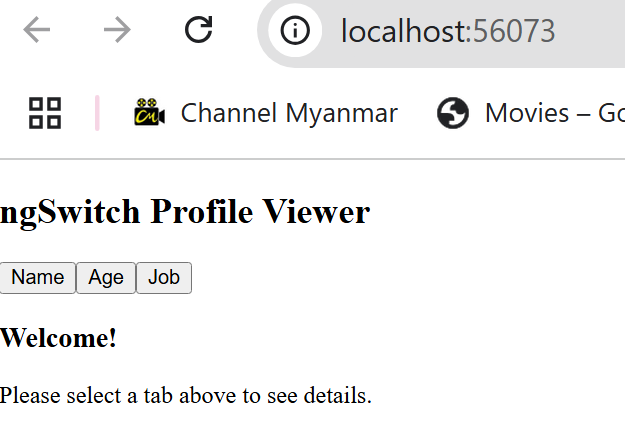 localhost:56073
Channel Myanmar Movies – Go
ngSwitch Profile Viewer
Name Age Job
Welcome!
Please select a tab above to see details.